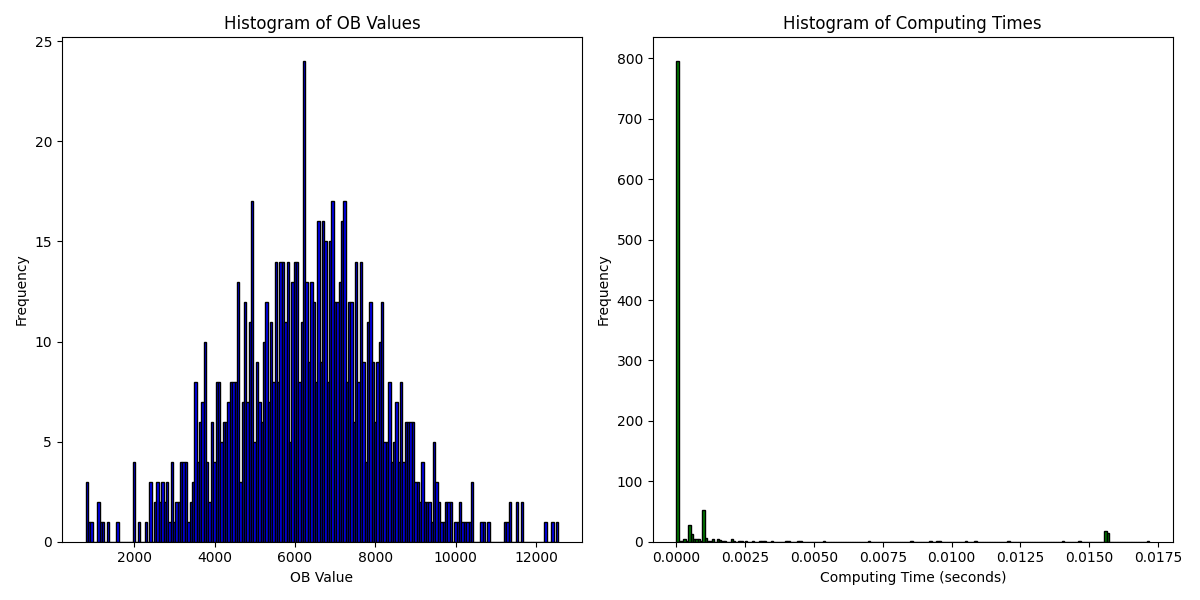 Histogram of OB Values
25
20
15
10
5
0
Frequency
2000 4000 6000 8000 10000 12000
OB Value
Histogram of Computing Times
800
700
600
500
400
300
200
100
0
Frequency
0.0000 0.0025 0.0050 0.0075 0.0100 0.0125 0.0150 0.0175
Computing Time (seconds)